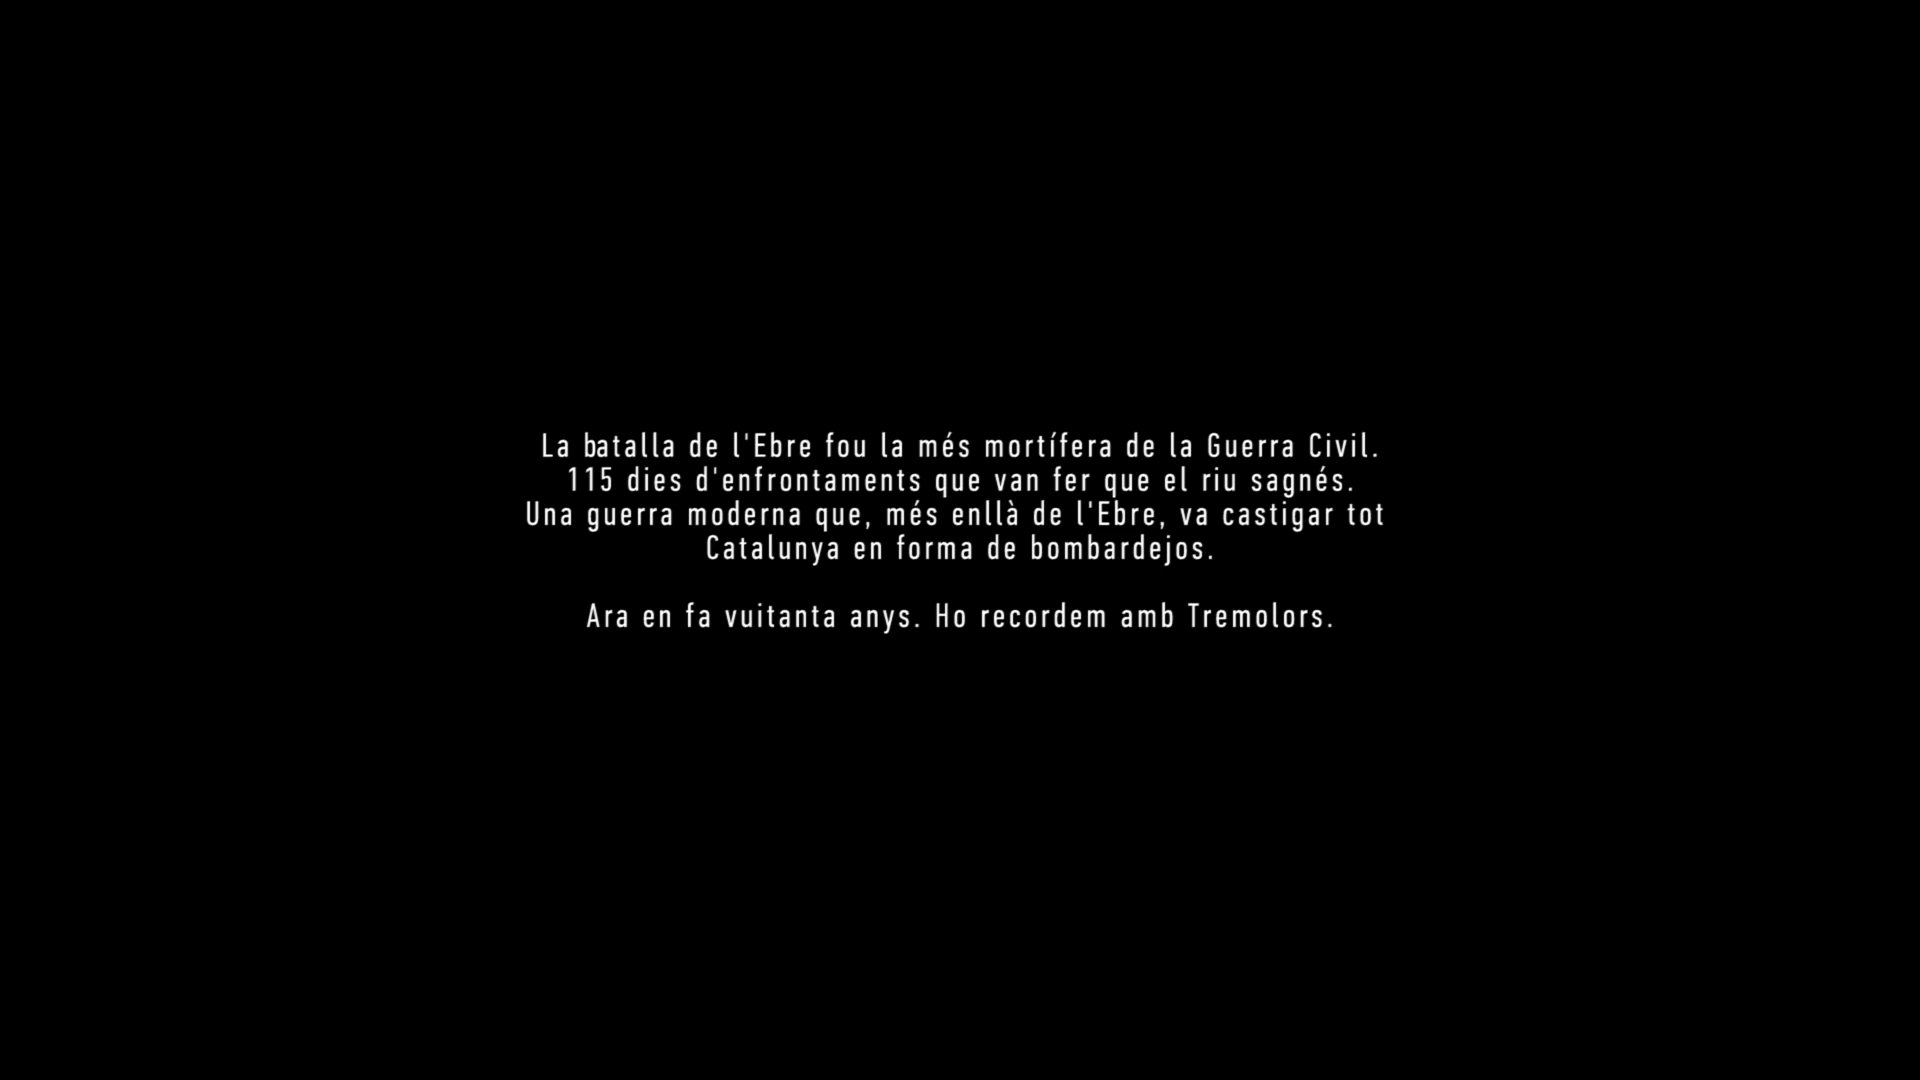 La batalla de l'Ebre fou la més mortífera de la Guerra Civil.
115 dies d'enfrontaments que van fer que el riu sagnés.
Una guerra moderna que, més enllà de l'Ebre, va castigar tot
Catalunya en forma de bombardejos.
Ara en fa vuitanta anys. Ho recordem amb Tremolors.